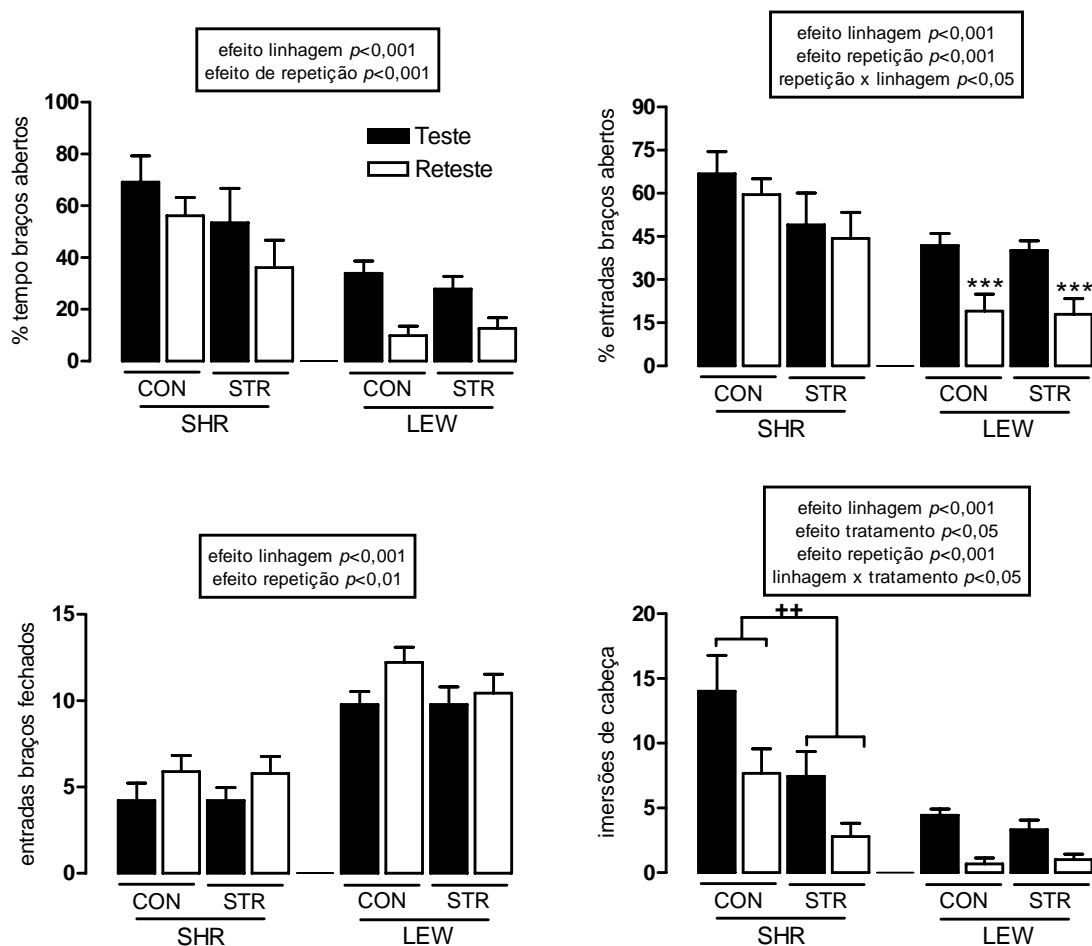 efeito linhagem p<0,001
efeito de repetição p<0,001
% tempo braços abertos
100
80
60
40
20
0
Teste
Reteste
CON STR CON STR
SHR LEW
efeito linhagem p<0,001
efeito repetição p<0,001
repetição x linhagem p<0,05
% entradas braços abertos
90
75
60
45
30
15
0
*** ***
CON STR CON STR
SHR LEW
efeito linhagem p<0,001
efeito repetição p<0,01
entradas braços fechados
15
10
5
0
CON STR CON STR
SHR LEW
efeito linhagem p<0,001
efeito tratamento p<0,05
efeito repetição p<0,001
linhagem x tratamento p<0,05
imersões de cabeça
20
15
10
5
0
++
CON STR CON STR
SHR LEW